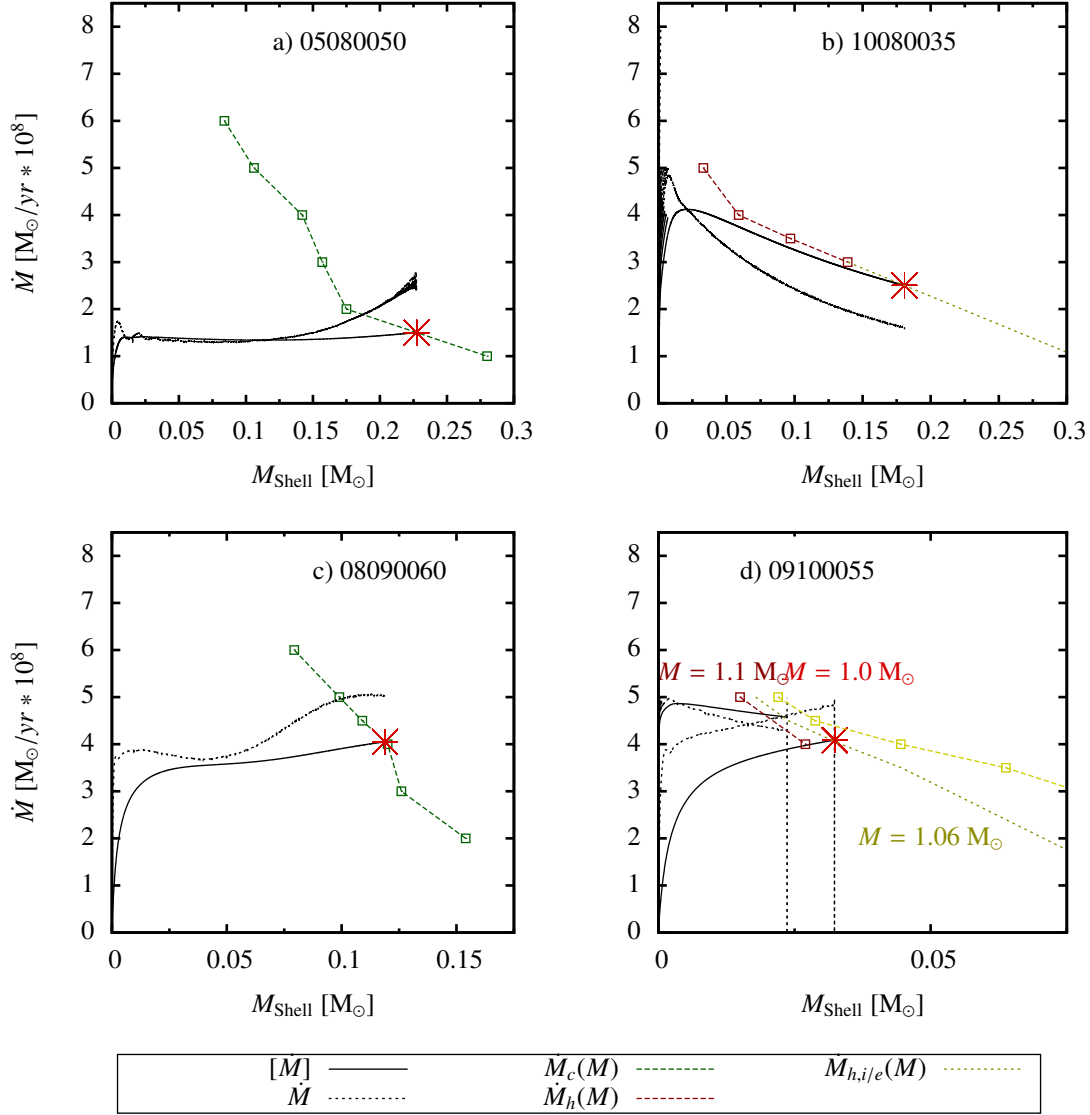 a) 05080050
8
7
6
5
4
3
2
1
0
Ṁ [M⊙/yr * 10⁸]
0 0.05 0.1 0.15 0.2 0.25 0.3
M_Shell [M⊙]
b) 10080035
8
7
6
5
4
3
2
1
0
0 0.05 0.1 0.15 0.2 0.25 0.3
M_Shell [M⊙]
c) 08090060
8
7
6
5
4
3
2
1
0
Ṁ [M⊙/yr * 10⁸]
0 0.05 0.1 0.15
M_Shell [M⊙]
d) 09100055
8
7
6
5
4
3
2
1
0
M = 1.1 M⊙
M = 1.0 M⊙
M = 1.06 M⊙
0 0.05
M_Shell [M⊙]
[Ṁ]
Ṁ
Ṁ_c(M)
Ṁ_h(M)
Ṁ_h,i/e(M)